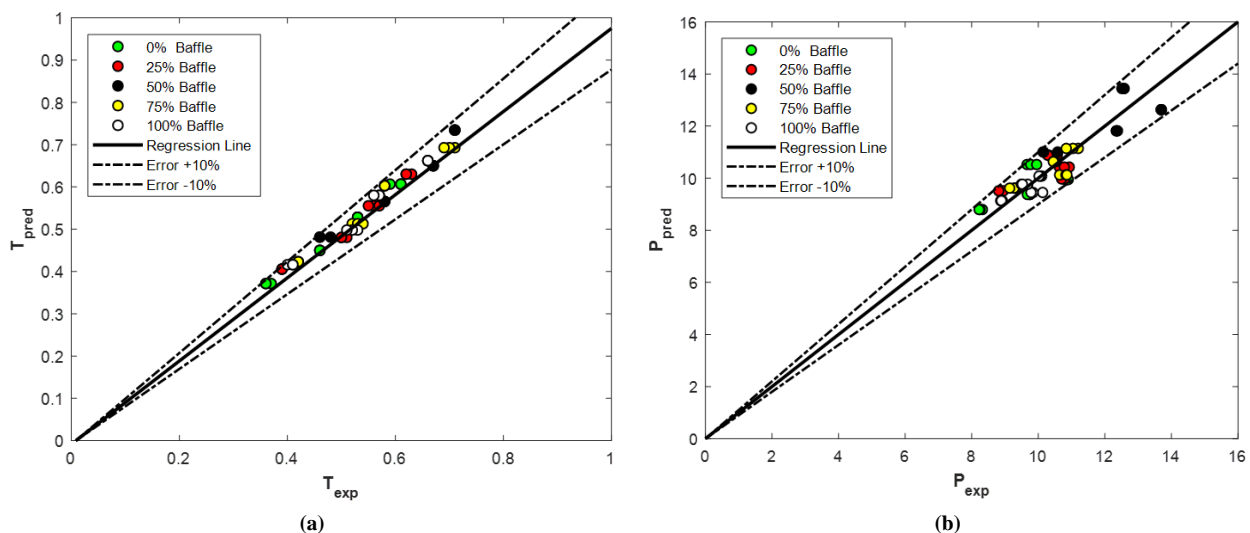 1
0.9
0.8
0.7
0.6
0.5
0.4
0.3
0.2
0.1
0
0% Baffle
25% Baffle
50% Baffle
75% Baffle
100% Baffle
Regression Line
Error +10%
Error -10%
T_pred
0 0.2 0.4 0.6 0.8 1
T_exp
(a)
16
14
12
10
8
6
4
2
0
0% Baffle
25% Baffle
50% Baffle
75% Baffle
100% Baffle
Regression Line
Error +10%
Error -10%
P_pred
0 2 4 6 8 10 12 14 16
P_exp
(b)